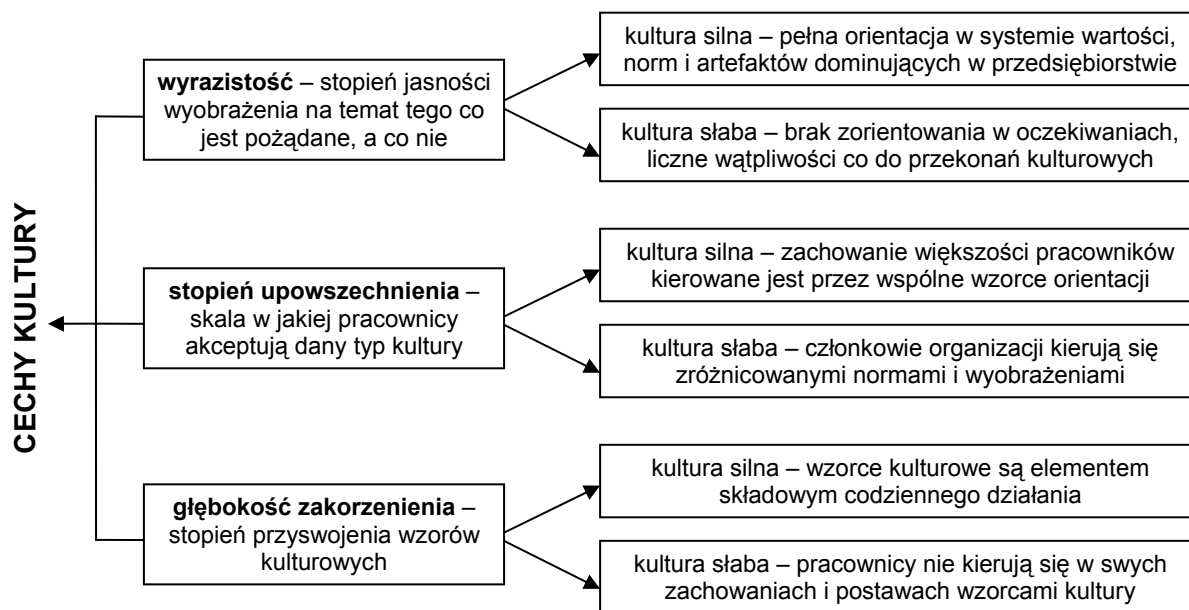 CECHY KULTURY
wyrazistość – stopień jasności
wyobrażenia na temat tego co
jest pożądane, a co nie
kultura silna – pełna orientacja w systemie wartości,
norm i artefaktów dominujących w przedsiębiorstwie
kultura słaba – brak zorientowania w oczekiwaniach,
liczne wątpliwości co do przekonań kulturowych
stopień upowszechnienia –
skala w jakiej pracownicy
akceptują dany typ kultury
kultura silna – zachowanie większości pracowników
kierowane jest przez wspólne wzorce orientacji
kultura słaba – członkowie organizacji kierują się
zróżnicowanymi normami i wyobrażeniami
głębokość zakorzenienia –
stopień przyswojenia wzorów
kulturowych
kultura silna – wzorce kulturowe są elementem
składowym codziennego działania
kultura słaba – pracownicy nie kierują się w swych
zachowaniach i postawach wzorcami kultury